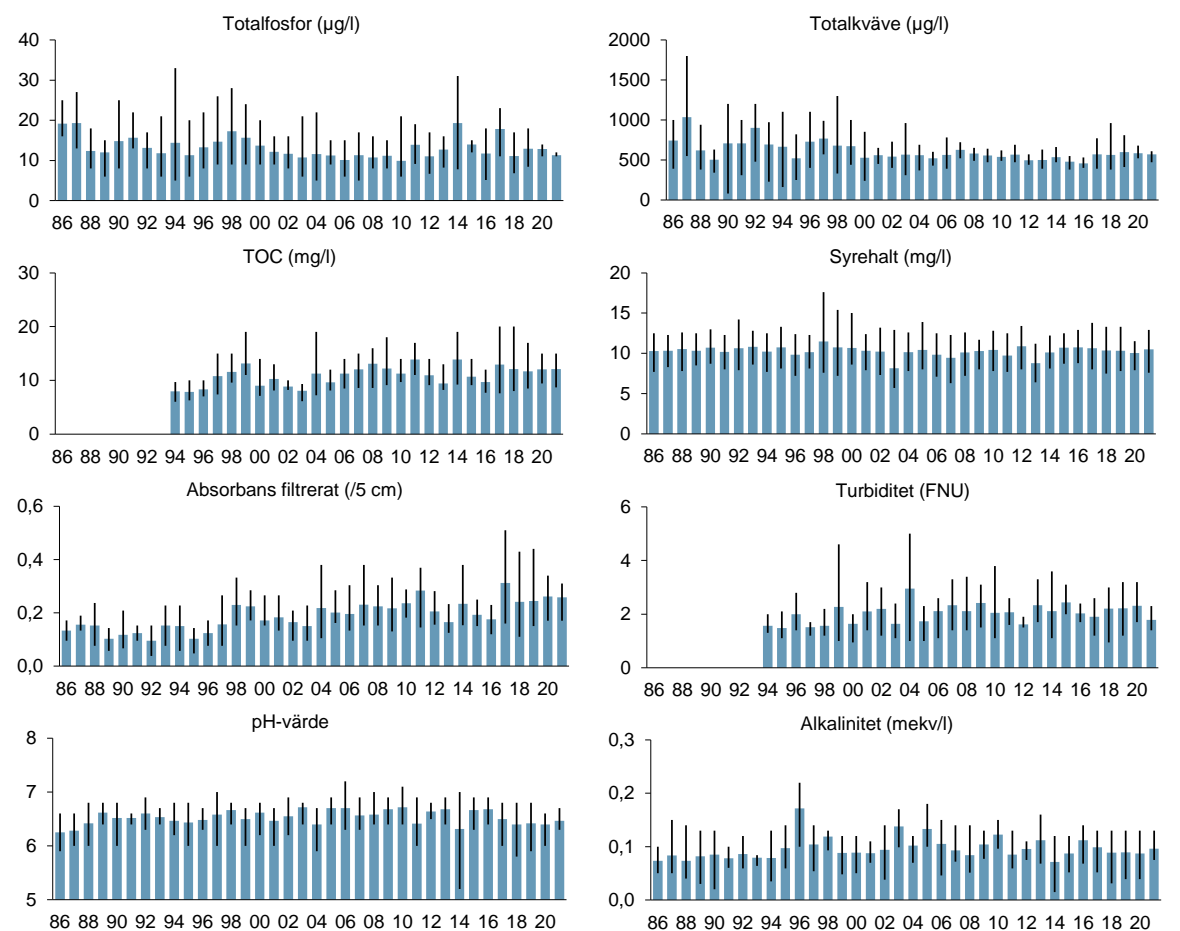 Totalfosfor (µg/l)
40
30
20
10
0
86 88 90 92 94 96 98 00 02 04 06 08 10 12 14 16 18 20
Totalkväve (µg/l)
2000
1500
1000
500
0
86 88 90 92 94 96 98 00 02 04 06 08 10 12 14 16 18 20
TOC (mg/l)
30
20
10
0
86 88 90 92 94 96 98 00 02 04 06 08 10 12 14 16 18 20
Syrehalt (mg/l)
20
15
10
5
0
86 88 90 92 94 96 98 00 02 04 06 08 10 12 14 16 18 20
Absorbans filtrerat (/5 cm)
0,6
0,4
0,2
0,0
86 88 90 92 94 96 98 00 02 04 06 08 10 12 14 16 18 20
Turbiditet (FNU)
6
4
2
0
86 88 90 92 94 96 98 00 02 04 06 08 10 12 14 16 18 20
pH-värde
8
7
6
5
86 88 90 92 94 96 98 00 02 04 06 08 10 12 14 16 18 20
Alkalinitet (mekv/l)
0,3
0,2
0,1
0,0
86 88 90 92 94 96 98 00 02 04 06 08 10 12 14 16 18 20